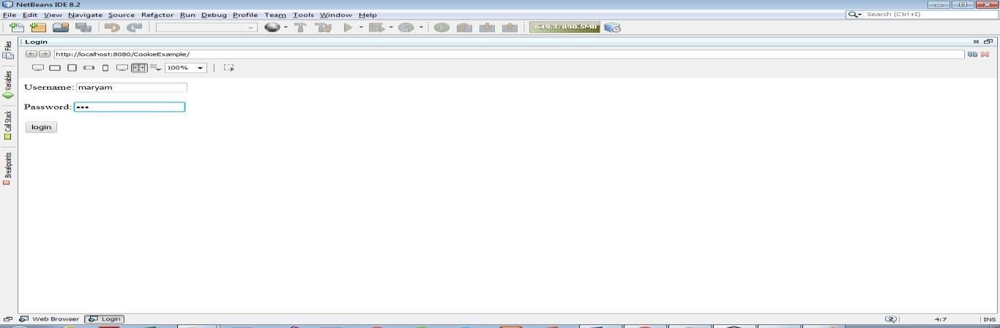 NetBeans IDE 8.2
File Edit View Navigate Source Refactor Run Debug Profile Team Tools Window Help
Search (Ctrl+I)
649.3/890.5MB
Login
http://localhost:8080/CookieExample/
100%
Files
Variables
Call Stack
Breakpoints
Username: maryam
Password: •••
login
Web Browser Login
2 4:7 INS